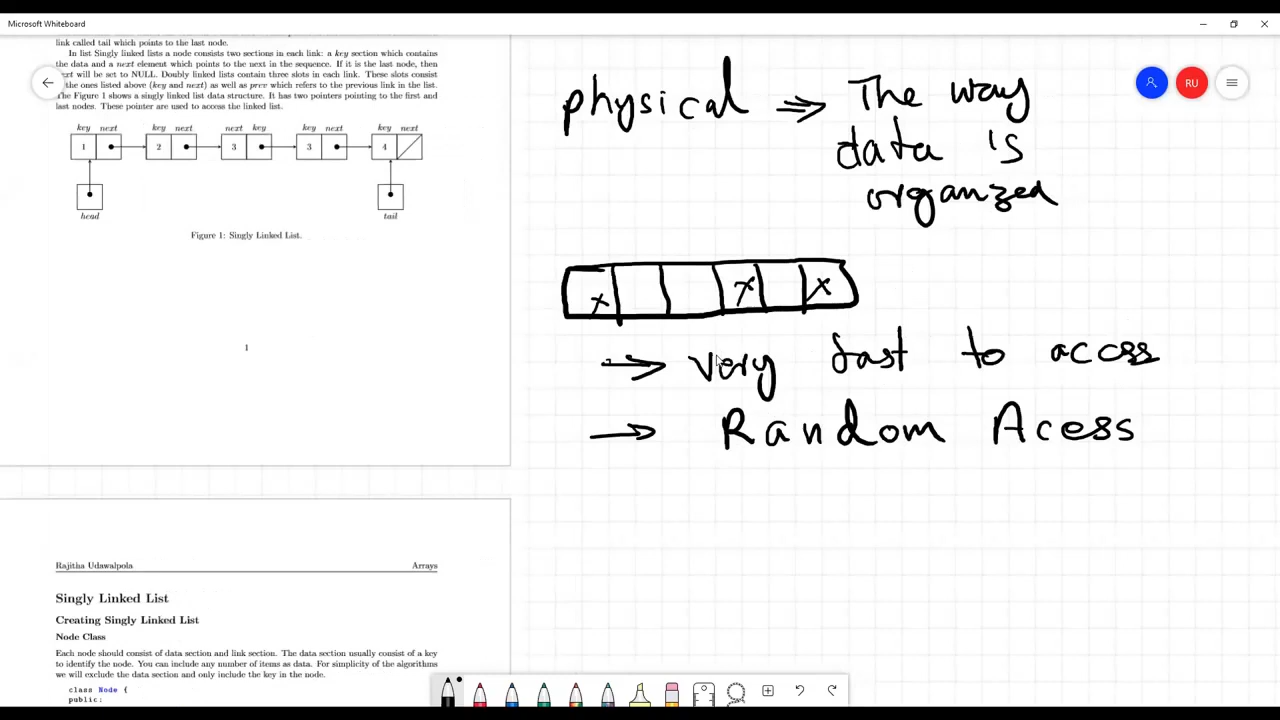 Microsoft Whiteboard
link called tail which points to the last node.
In list Singly linked lists a node consists two sections in each link: a key section which contains
the data and a next element which points to the next in the sequence. If it is the last node, then
next will be set to NULL. Doubly linked lists contain three slots in each link. These slots consist
the ones listed above (key and next) as well as prev which refers to the previous link in the list.
The Figure 1 shows a singly linked list data structure. It has two pointers pointing to the first and
last nodes. These pointer are used to access the linked list.
key next key next next key key next key next
1 2 3 3 4
head tail
Figure 1: Singly Linked List.
1
Rajitha Udawalpola Arrays
Singly Linked List
Creating Singly Linked List
Node Class
Each node should consist of data section and link section. The data section usually consist of a key
to identify the node. You can include any number of items as data. For simplicity of the algorithms
we will exclude the data section and only include the key in the node.
class Node {
public:
physical ⇒ The way
data is
organized
x x x
→ very fast to access
→ Random Acess
RU